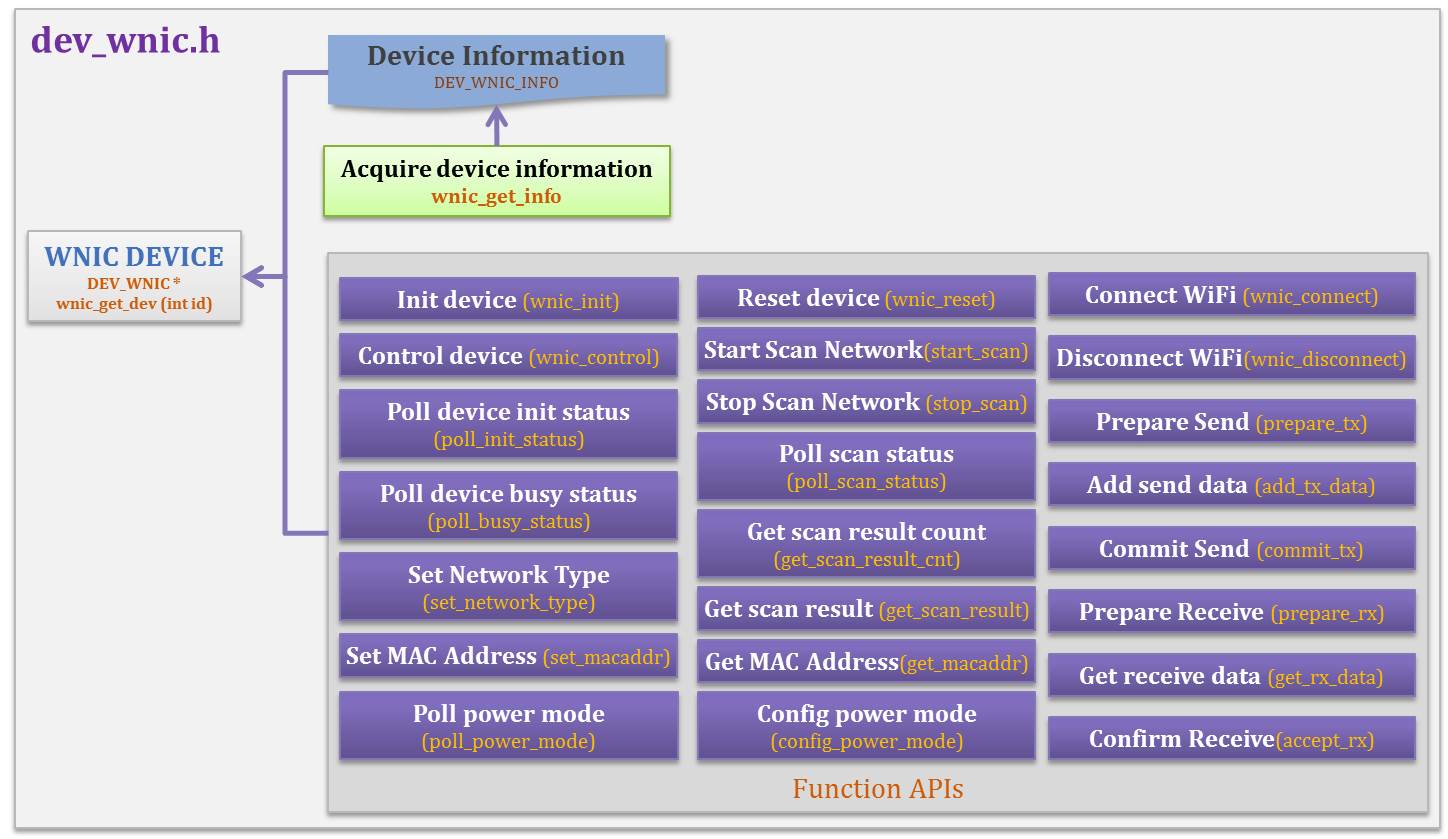 dev_wnic.h
Device Information
DEV_WNIC_INFO
Acquire device information
wnic_get_info
WNIC DEVICE
DEV_WNIC *
wnic_get_dev (int id)
Init device (wnic_init)
Control device (wnic_control)
Poll device init status
(poll_init_status)
Poll device busy status
(poll_busy_status)
Set Network Type
(set_network_type)
Set MAC Address (set_macaddr)
Poll power mode
(poll_power_mode)
Reset device (wnic_reset)
Start Scan Network(start_scan)
Stop Scan Network (stop_scan)
Poll scan status
(poll_scan_status)
Get scan result count
(get_scan_result_cnt)
Get scan result (get_scan_result)
Get MAC Address(get_macaddr)
Config power mode
(config_power_mode)
Connect WiFi (wnic_connect)
Disconnect WiFi(wnic_disconnect)
Prepare Send (prepare_tx)
Add send data (add_tx_data)
Commit Send (commit_tx)
Prepare Receive (prepare_rx)
Get receive data (get_rx_data)
Confirm Receive(accept_rx)
Function APIs